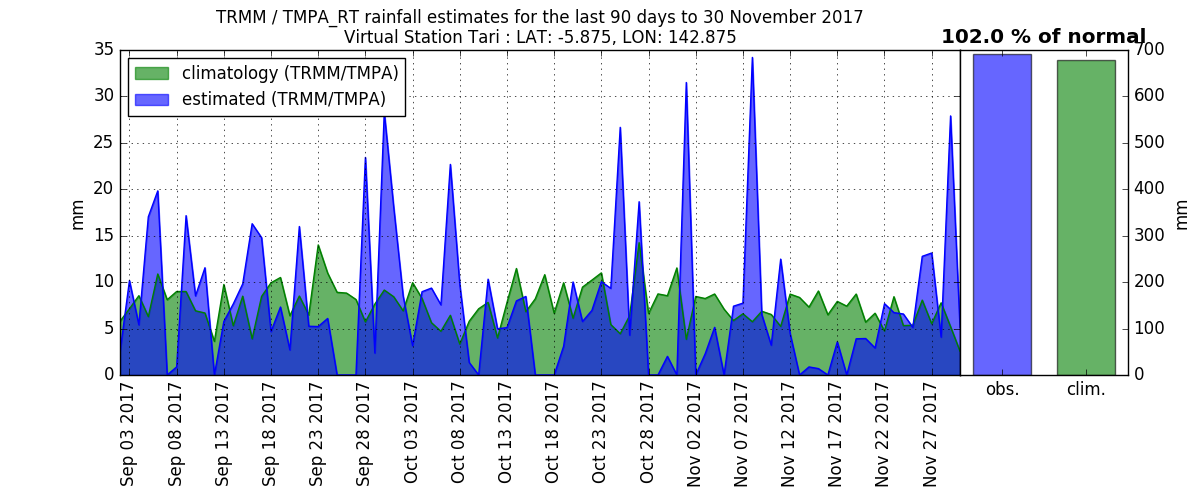 TRMM / TMPA_RT rainfall estimates for the last 90 days to 30 November 2017
Virtual Station Tari : LAT: -5.875, LON: 142.875
102.0 % of normal
climatology (TRMM/TMPA)
estimated (TRMM/TMPA)
35
30
25
20
15
10
5
0
mm
700
600
500
400
300
200
100
0
mm
Sep 03 2017
Sep 08 2017
Sep 13 2017
Sep 18 2017
Sep 23 2017
Sep 28 2017
Oct 03 2017
Oct 08 2017
Oct 13 2017
Oct 18 2017
Oct 23 2017
Oct 28 2017
Nov 02 2017
Nov 07 2017
Nov 12 2017
Nov 17 2017
Nov 22 2017
Nov 27 2017
obs.
clim.